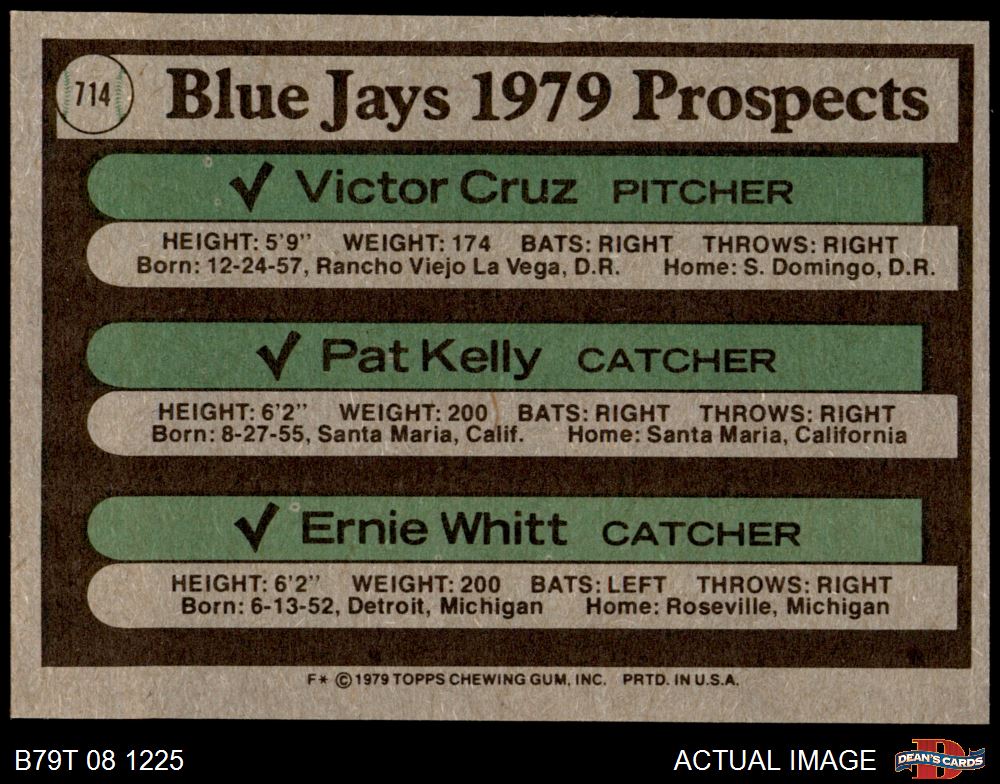 714
Blue Jays 1979 Prospects
✓ Victor Cruz PITCHER
HEIGHT: 5'9" WEIGHT: 174 BATS: RIGHT THROWS: RIGHT
Born: 12-24-57, Rancho Viejo La Vega, D.R. Home: S. Domingo, D.R.
✓ Pat Kelly CATCHER
HEIGHT: 6'2" WEIGHT: 200 BATS: RIGHT THROWS: RIGHT
Born: 8-27-55, Santa Maria, Calif. Home: Santa Maria, California
✓ Ernie Whitt CATCHER
HEIGHT: 6'2" WEIGHT: 200 BATS: LEFT THROWS: RIGHT
Born: 6-13-52, Detroit, Michigan Home: Roseville, Michigan
F* © 1979 TOPPS CHEWING GUM, INC. PRTD. IN U.S.A.
B79T 08 1225
ACTUAL IMAGE
D
DEAN'S CARDS